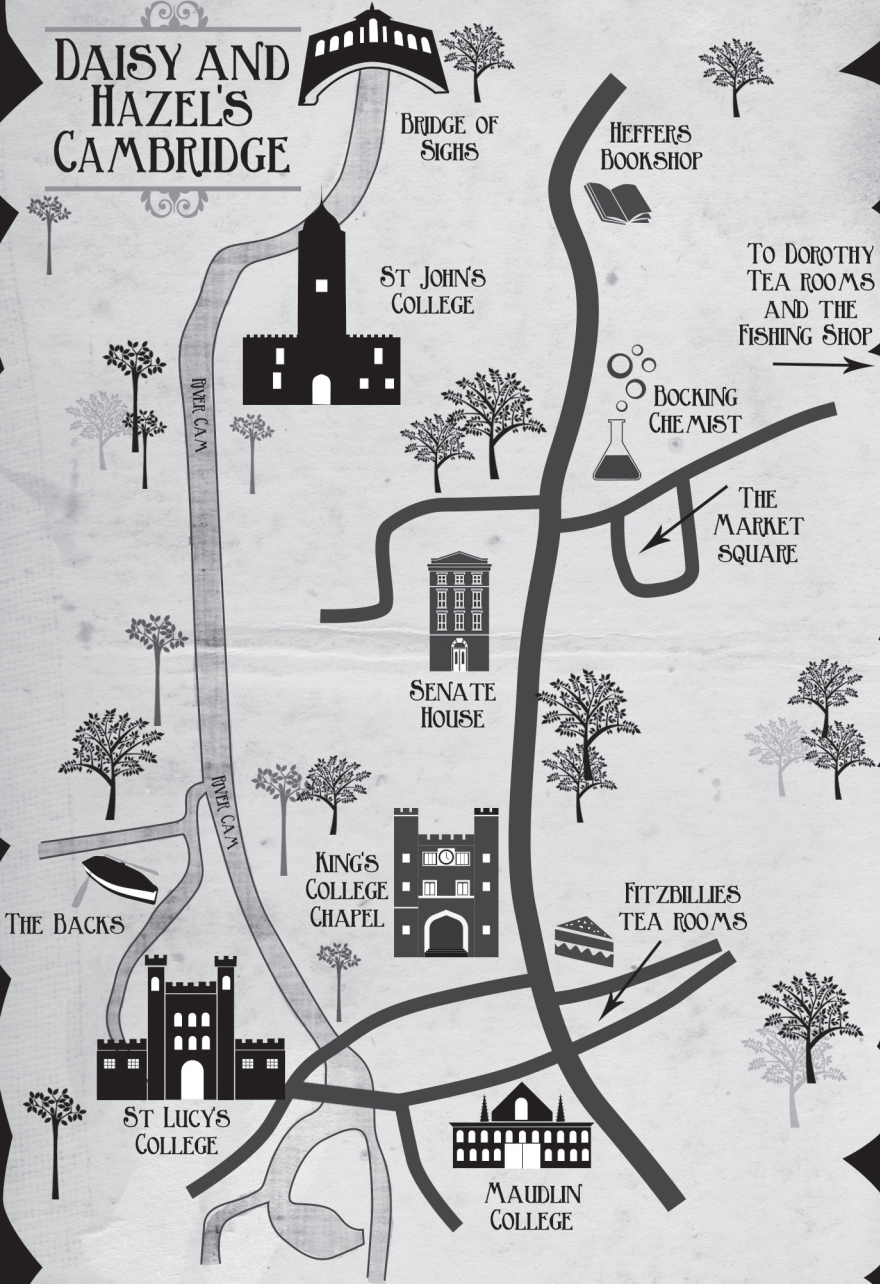 DAISY AND
HAZEL'S
CAMBRIDGE
BRIDGE OF
SIGHS
HEFFERS
BOOKSHOP
ST JOHN'S
COLLEGE
TO DOROTHY
TEA ROOMS
AND THE
FISHING SHOP
RIVER CAM
BOCKING
CHEMIST
THE
MARKET
SQUARE
SENATE
HOUSE
RIVER CAM
KING'S
COLLEGE
CHAPEL
FITZBILLIES
TEA ROOMS
THE BACKS
ST LUCY'S
COLLEGE
MAUDLIN
COLLEGE